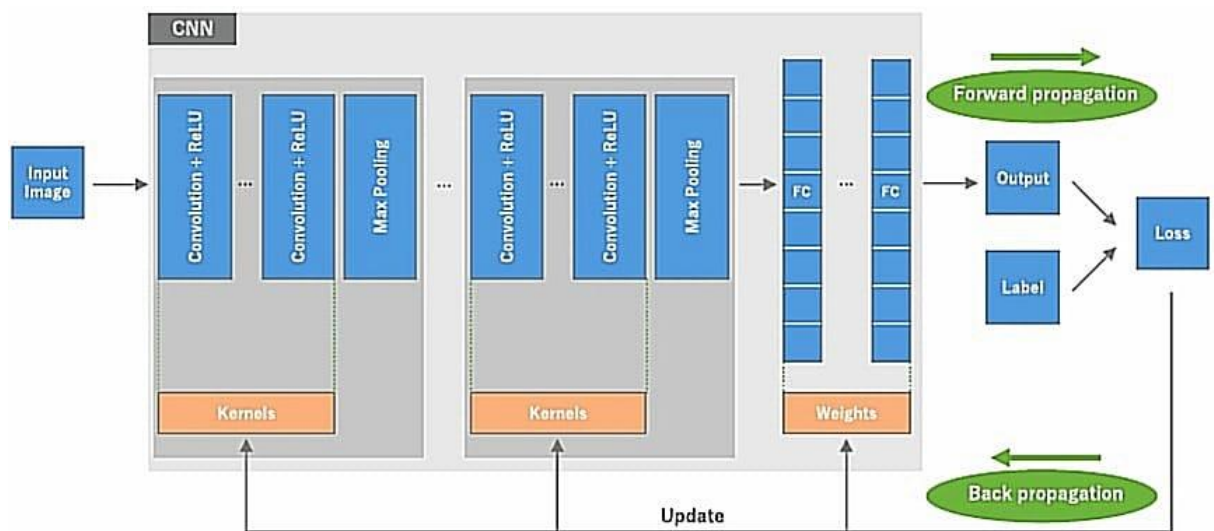 CNN
Input
Image
Convolution + ReLU
...
Convolution + ReLU
Max Pooling
...
Convolution + ReLU
...
Convolution + ReLU
Max Pooling
FC
...
FC
Forward propagation
Output
Label
Loss
Kernels
Kernels
Weights
Back propagation
Update